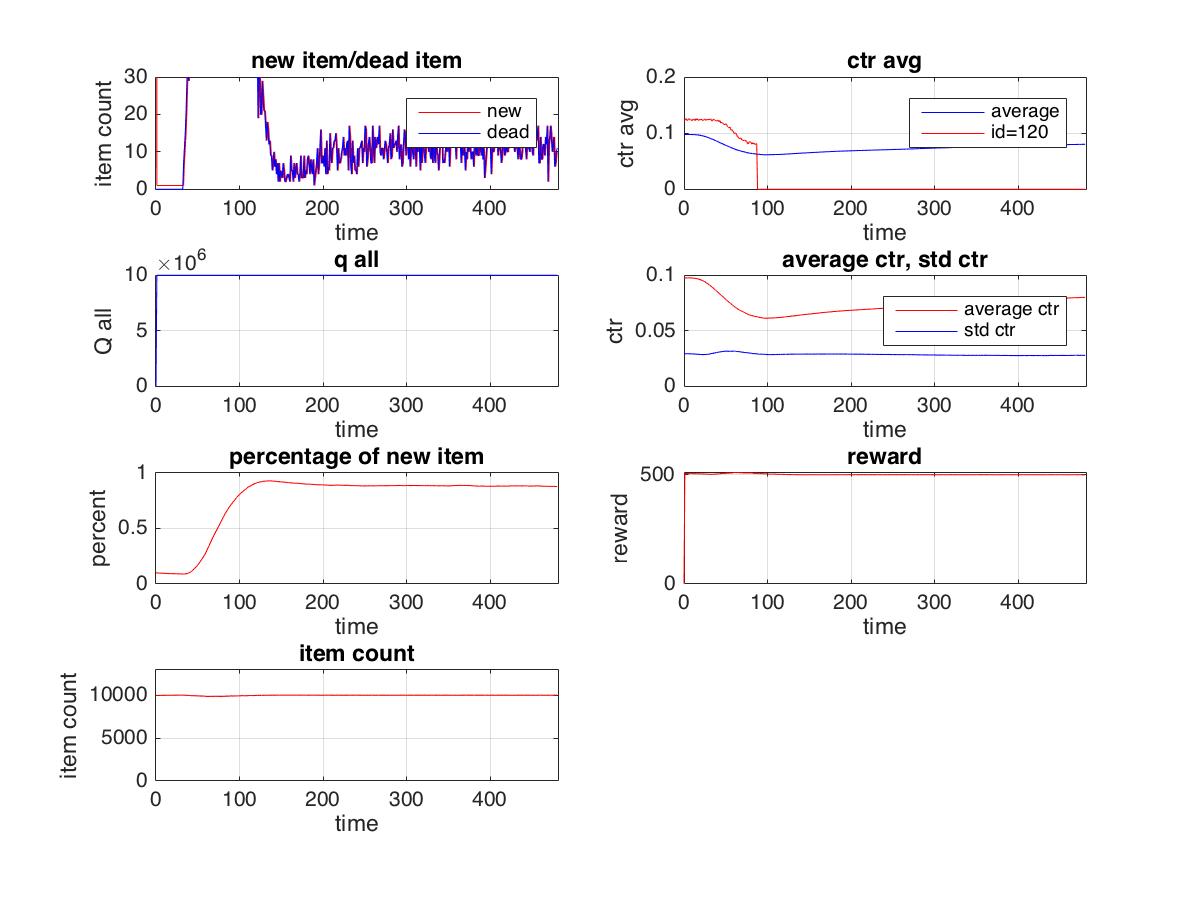 new item/dead item
30
20
10
0
item count
new
dead
0 100 200 300 400
time
ctr avg
0.2
0.1
0
ctr avg
average
id=120
0 100 200 300 400
time
q all
×10^6
10
5
0
Q all
0 100 200 300 400
time
average ctr, std ctr
0.1
0.05
0
ctr
average ctr
std ctr
0 100 200 300 400
time
percentage of new item
1
0.5
0
percent
0 100 200 300 400
time
reward
500
0
reward
0 100 200 300 400
time
item count
10000
5000
0
item count
0 100 200 300 400
time